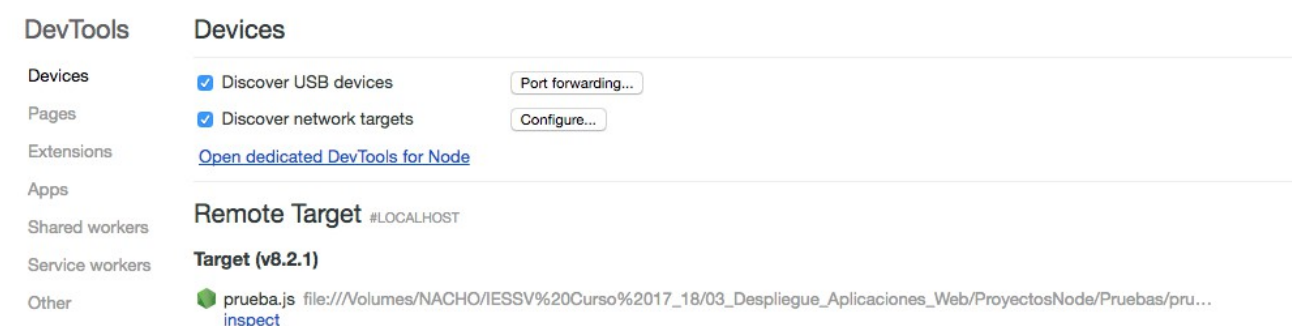 DevTools
Devices
Pages
Extensions
Apps
Shared workers
Service workers
Other
Devices
Discover USB devices
Port forwarding...
Discover network targets
Configure...
Open dedicated DevTools for Node
Remote Target #LOCALHOST
Target (v8.2.1)
prueba.js file:///Volumes/NACHO/IESSV%20Curso%2017_18/03_Despliegue_Aplicaciones_Web/ProyectosNode/Pruebas/pru...
inspect